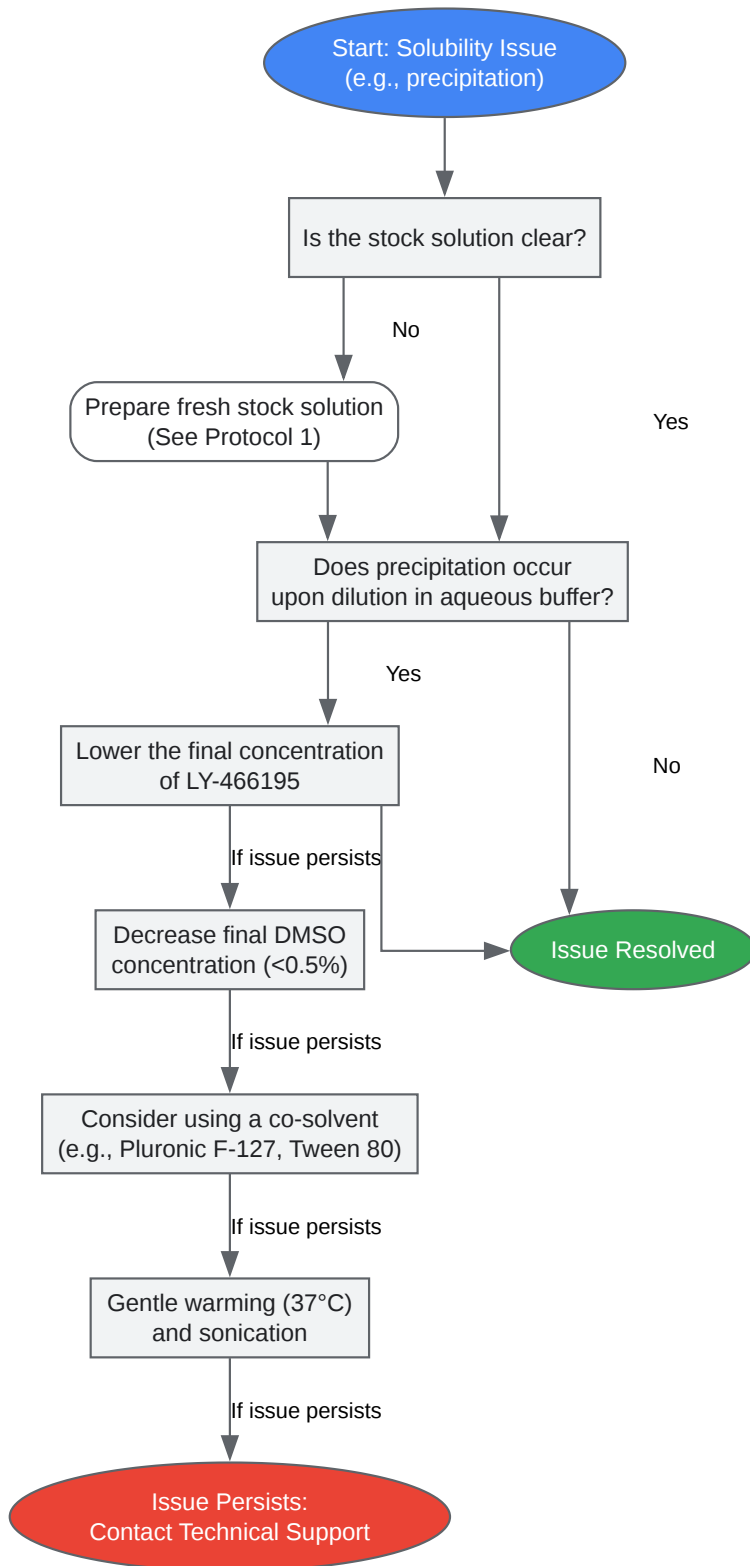 Start: Solubility Issue
(e.g., precipitation)
Is the stock solution clear?
No
Prepare fresh stock solution
(See Protocol 1)
Yes
Does precipitation occur
upon dilution in aqueous buffer?
Yes
Lower the final concentration
of LY-466195
No
If issue persists
Decrease final DMSO
concentration (<0.5%)
Issue Resolved
If issue persists
Consider using a co-solvent
(e.g., Pluronic F-127, Tween 80)
If issue persists
Gentle warming (37°C)
and sonication
If issue persists
Issue Persists:
Contact Technical Support